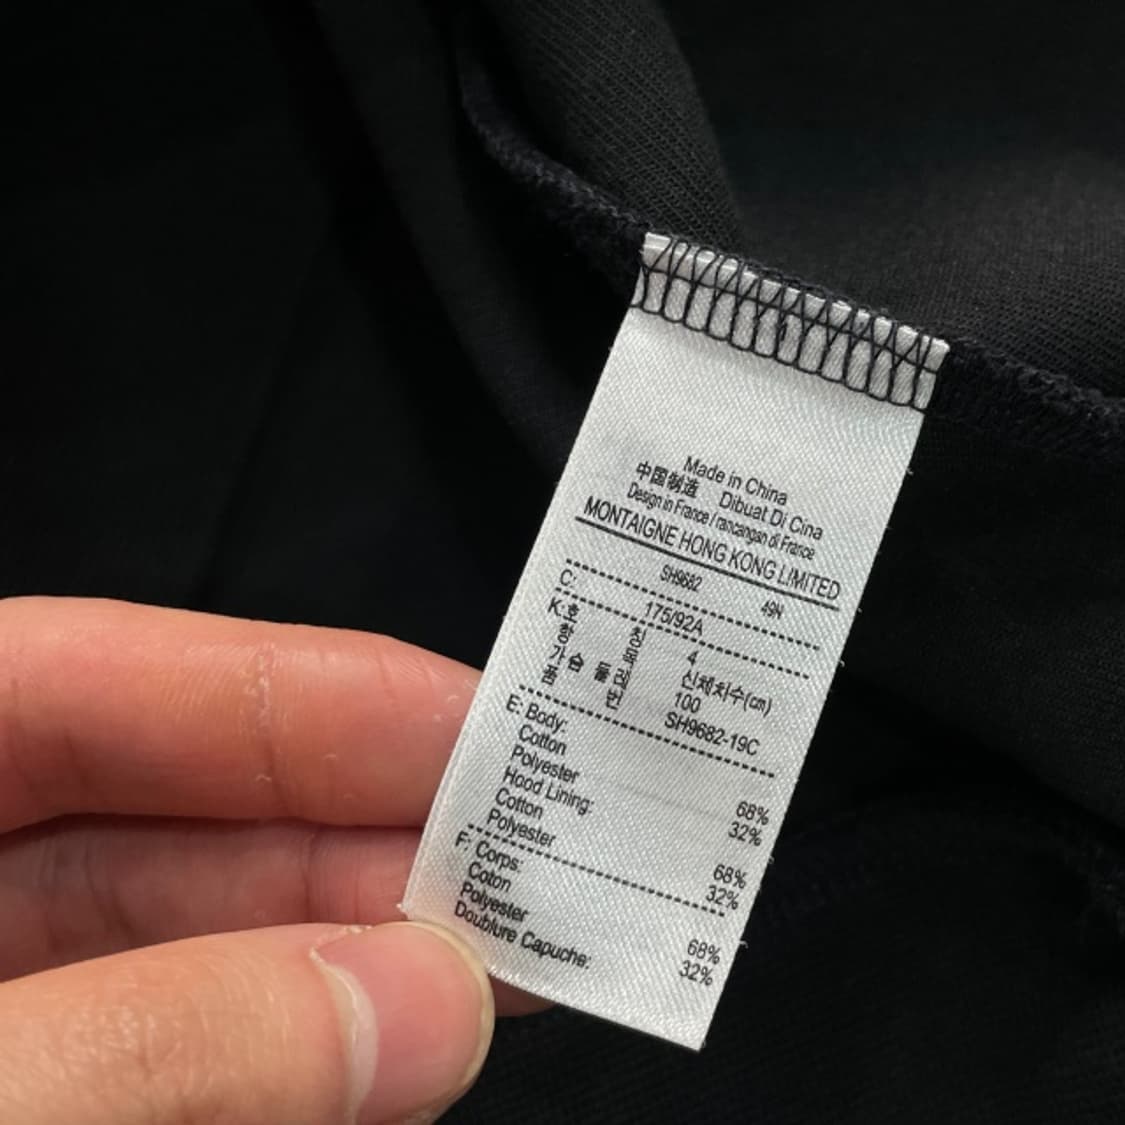 Made in China
中国制造 Dibuat Di Cina
Design in France / rancangan di France
MONTAIGNE HONG KONG LIMITED
SH9682 49N
C: 175/92A
K: 호 칭 4
항 목 신체치수(cm)
가슴 둘레 100
품 번 SH9682-19C
E: Body:
Cotton 68%
Polyester 32%
Hood Lining:
Cotton 68%
Polyester 32%
F: Corps:
Coton 68%
Polyester 32%
Doublure Capuche: